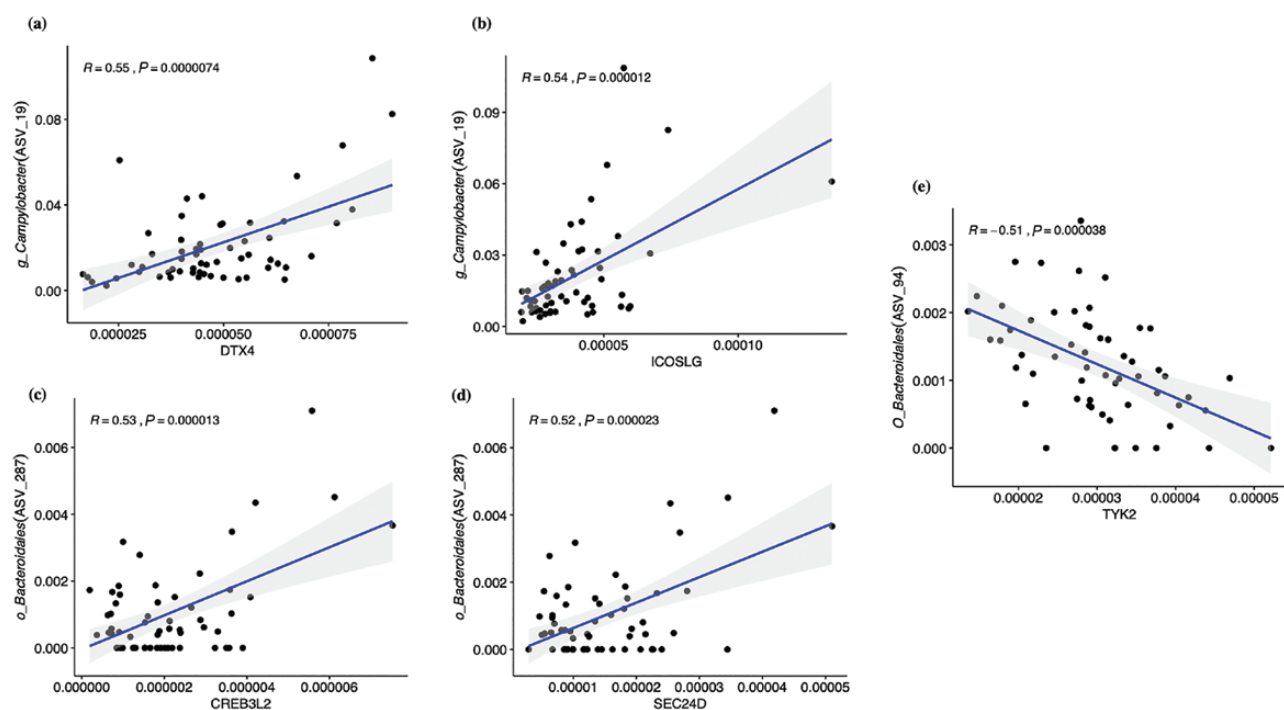 (a)
R = 0.55 , P = 0.0000074
g_Campylobacter(ASV_19)
0.08
0.04
0.00
0.000025 0.000050 0.000075
DTX4
(b)
R = 0.54 , P = 0.000012
g_Campylobacter(ASV_19)
0.09
0.06
0.03
0.00
0.00005 0.00010
ICOSLG
(c)
R = 0.53 , P = 0.000013
o_Bacteroidales(ASV_287)
0.006
0.004
0.002
0.000
0.000000 0.000002 0.000004 0.000006
CREB3L2
(d)
R = 0.52 , P = 0.000023
o_Bacteroidales(ASV_287)
0.006
0.004
0.002
0.000
0.00001 0.00002 0.00003 0.00004 0.00005
SEC24D
(e)
R = −0.51 , P = 0.000038
O_Bacteroidales(ASV_94)
0.003
0.002
0.001
0.000
0.00002 0.00003 0.00004 0.00005
TYK2